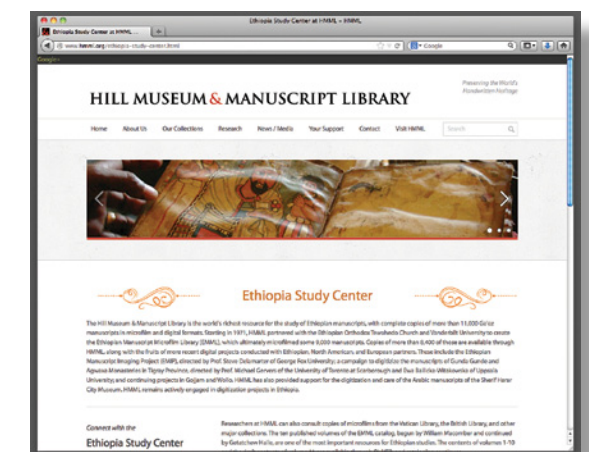 Ethiopia Study Center at HMML – HMML
Ethiopia Study Center at HMML ...
www.hmml.org/ethiopia-study-center.html
Google
Google+
Preserving the World's
Handwritten Heritage
HILL MUSEUM & MANUSCRIPT LIBRARY
Home About Us Our Collections Research News / Media Your Support Contact Visit HMML Search
Ethiopia Study Center
The Hill Museum & Manuscript Library is the world's richest resource for the study of Ethiopian manuscripts, with complete copies of more than 11,000 Ge'ez
manuscripts in microfilm and digital formats. Starting in 1971, HMML partnered with the Ethiopian Orthodox Tewahedo Church and Vanderbilt University to create
the Ethiopian Manuscript Microfilm Library (EMML), which ultimately microfilmed some 9,000 manuscripts. Copies of more than 8,400 of these are available through
HMML, along with the fruits of more recent digital projects conducted with Ethiopian, North American, and European partners. These include the Ethiopian
Manuscript Imaging Project (EMIP), directed by Prof. Steve Delamarter of George Fox University; a campaign to digitize the manuscripts of Gunda Gunde and
Monasteries in Tigray Province, directed by Prof. Michael Gervers of the University of Toronto at Scarborough and Ewa Balicka-Witakowska of Uppsala
University; and continuing projects in Gojjam and Wello. HMML has also provided support for the digitization and care of the Arabic manuscripts of the Sherif Harar
City Museum. HMML remains actively engaged in digitization projects in Ethiopia.
Connect with the
Ethiopia Study Center
Researchers at HMML can also consult copies of microfilms from the Vatican Library, the British Library, and other
major collections. The ten published volumes of the EMML catalog, begun by William Macomber and continued
by Getatchew Haile, are one of the most important resources for Ethiopian studies. The contents of volumes 1-10